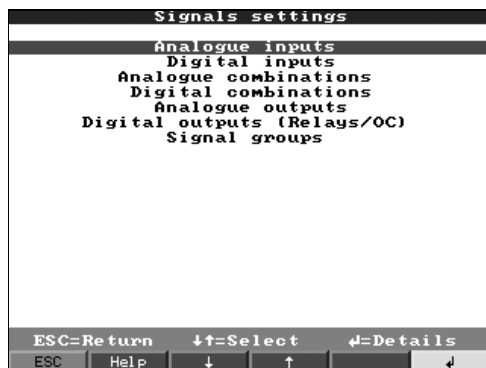 Signals settings
Analogue inputs
Digital inputs
Analogue combinations
Digital combinations
Analogue outputs
Digital outputs (Relays/OC)
Signal groups
ESC=Return ↓↑=Select ↲=Details
ESC Help ↓ ↑ ↲